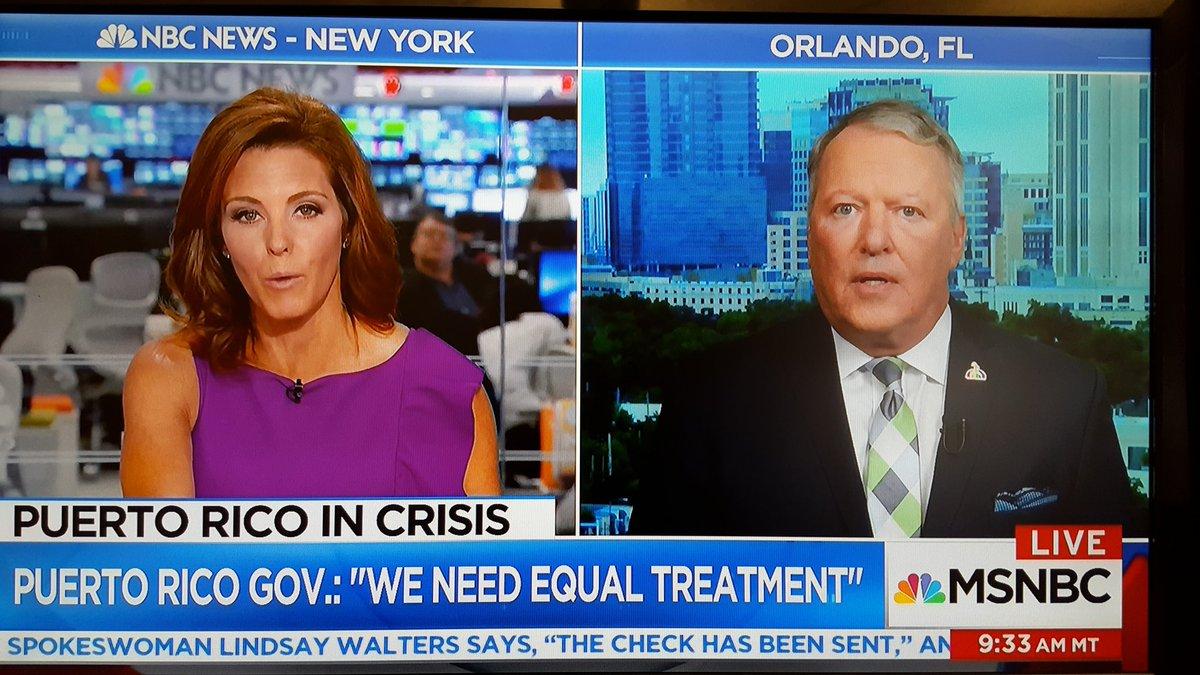 NBC NEWS - NEW YORK
ORLANDO, FL
NBC NEWS
PUERTO RICO IN CRISIS
PUERTO RICO GOV.: "WE NEED EQUAL TREATMENT"
LIVE
MSNBC
SPOKESWOMAN LINDSAY WALTERS SAYS, “THE CHECK HAS BEEN SENT,” AN
9:33 AM MT